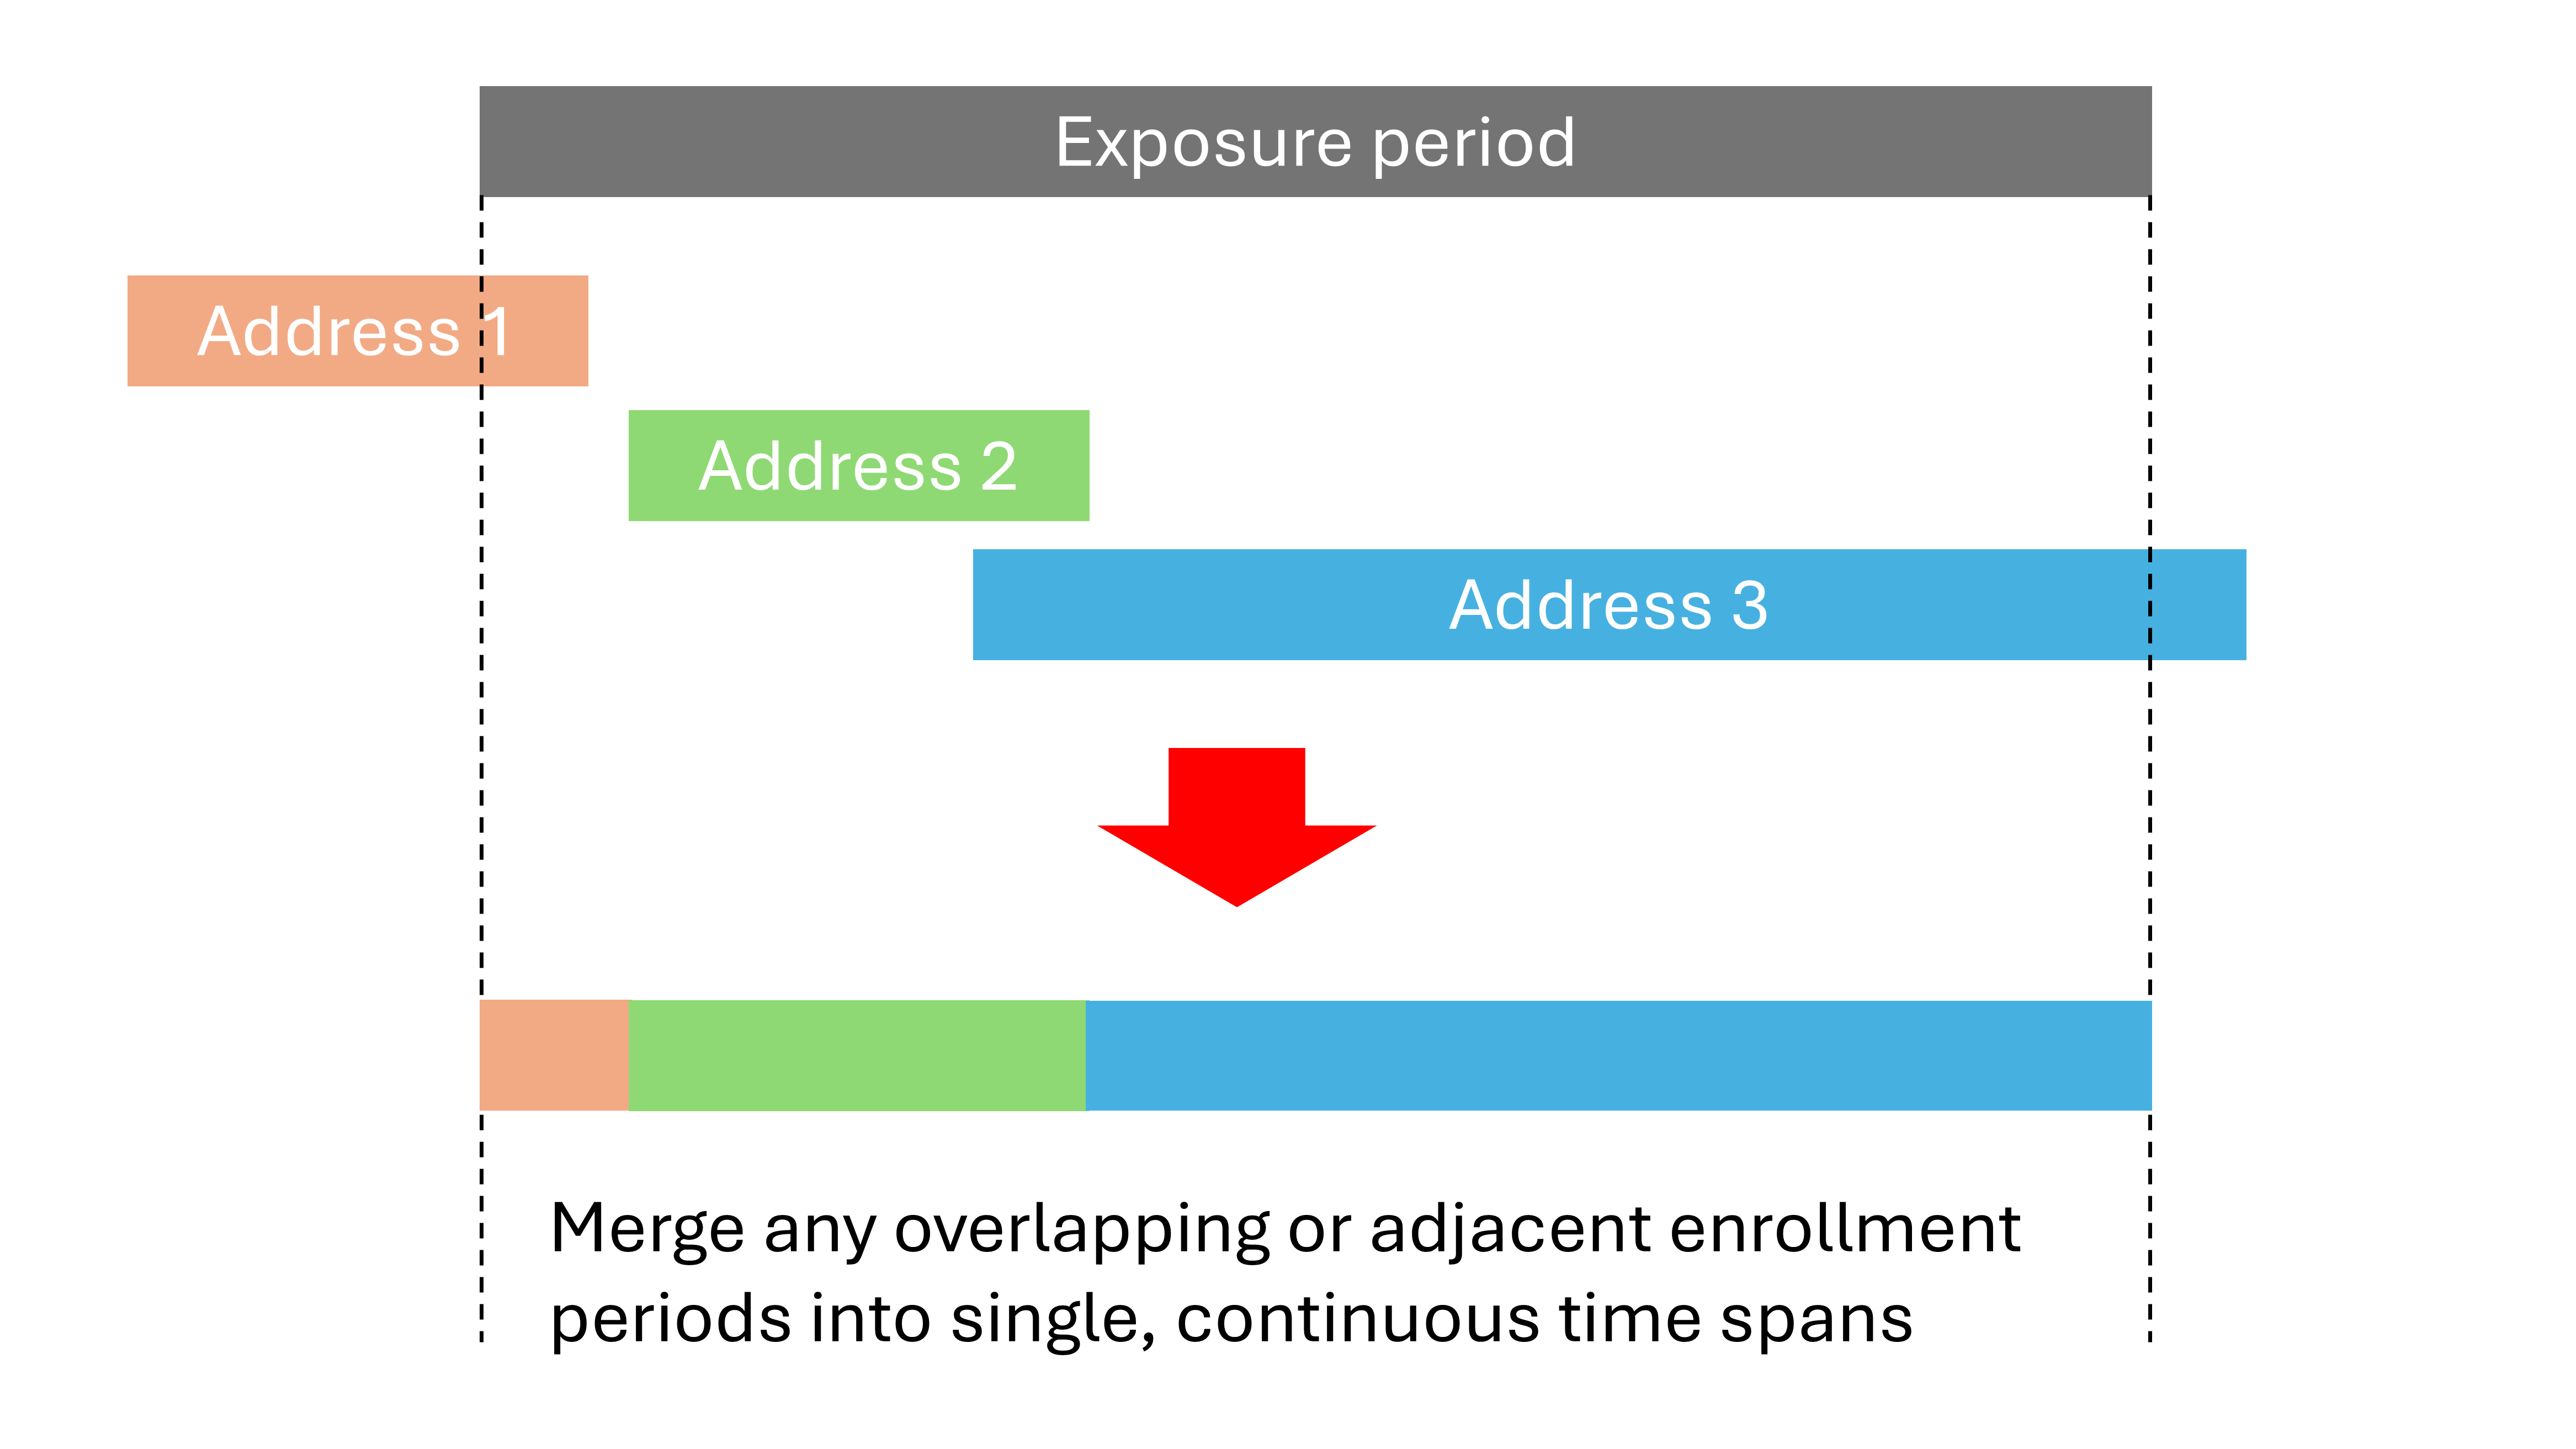 Exposure period
Address 1
Address 2
Address 3
Merge any overlapping or adjacent enrollment
periods into single, continuous time spans